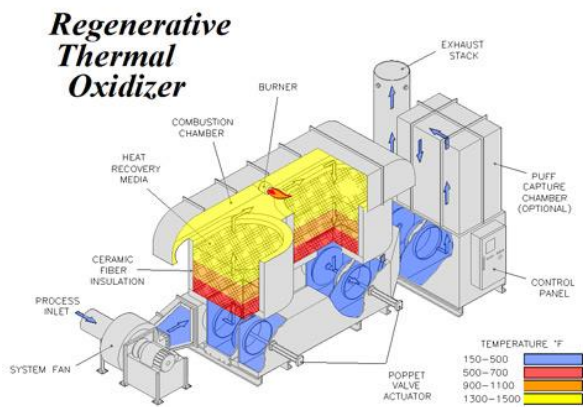 Regenerative
Thermal
Oxidizer
EXHAUST
STACK
BURNER
COMBUSTION
CHAMBER
HEAT
RECOVERY
MEDIA
PUFF
CAPTURE
CHAMBER
(OPTIONAL)
CERAMIC
FIBER
INSULATION
PROCESS
INLET
CONTROL
PANEL
SYSTEM FAN
POPPET
VALVE
ACTUATOR
TEMPERATURE °F
150-500
500-700
900-1100
1300-1500